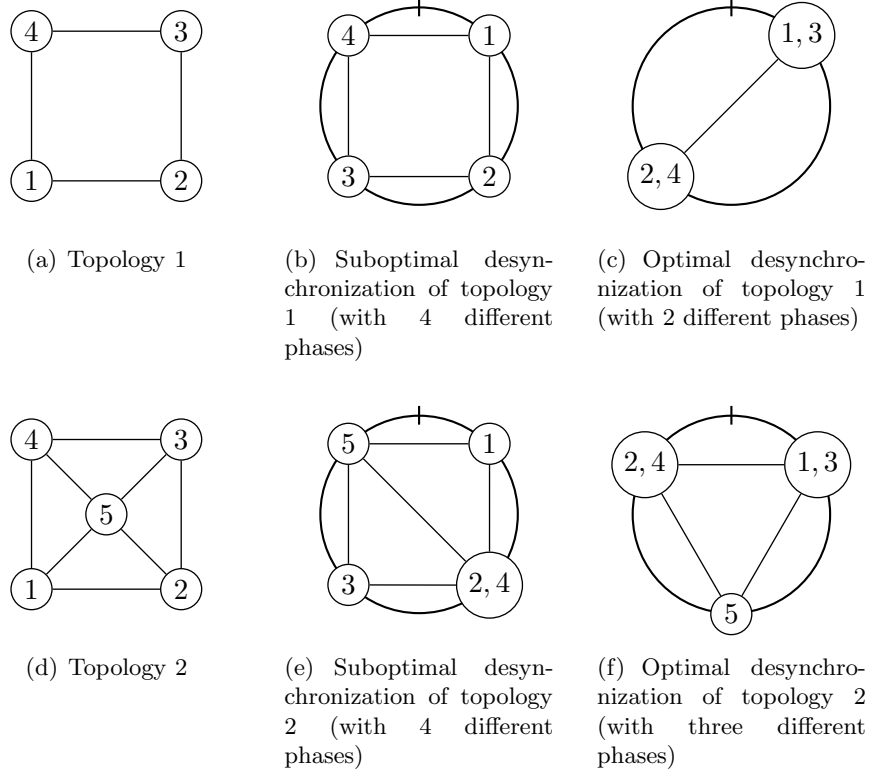 4 3 4 1 1, 3
1 2 3 2 2, 4
(a) Topology 1
(b) Suboptimal desyn-
chronization of topology
1 (with 4 different
phases)
(c) Optimal desynchro-
nization of topology 1
(with 2 different phases)
4 3 5 1 2, 4 1, 3
5
1 2 3 2, 4 5
(d) Topology 2
(e) Suboptimal desyn-
chronization of topology
2 (with 4 different
phases)
(f) Optimal desynchro-
nization of topology 2
(with three different
phases)